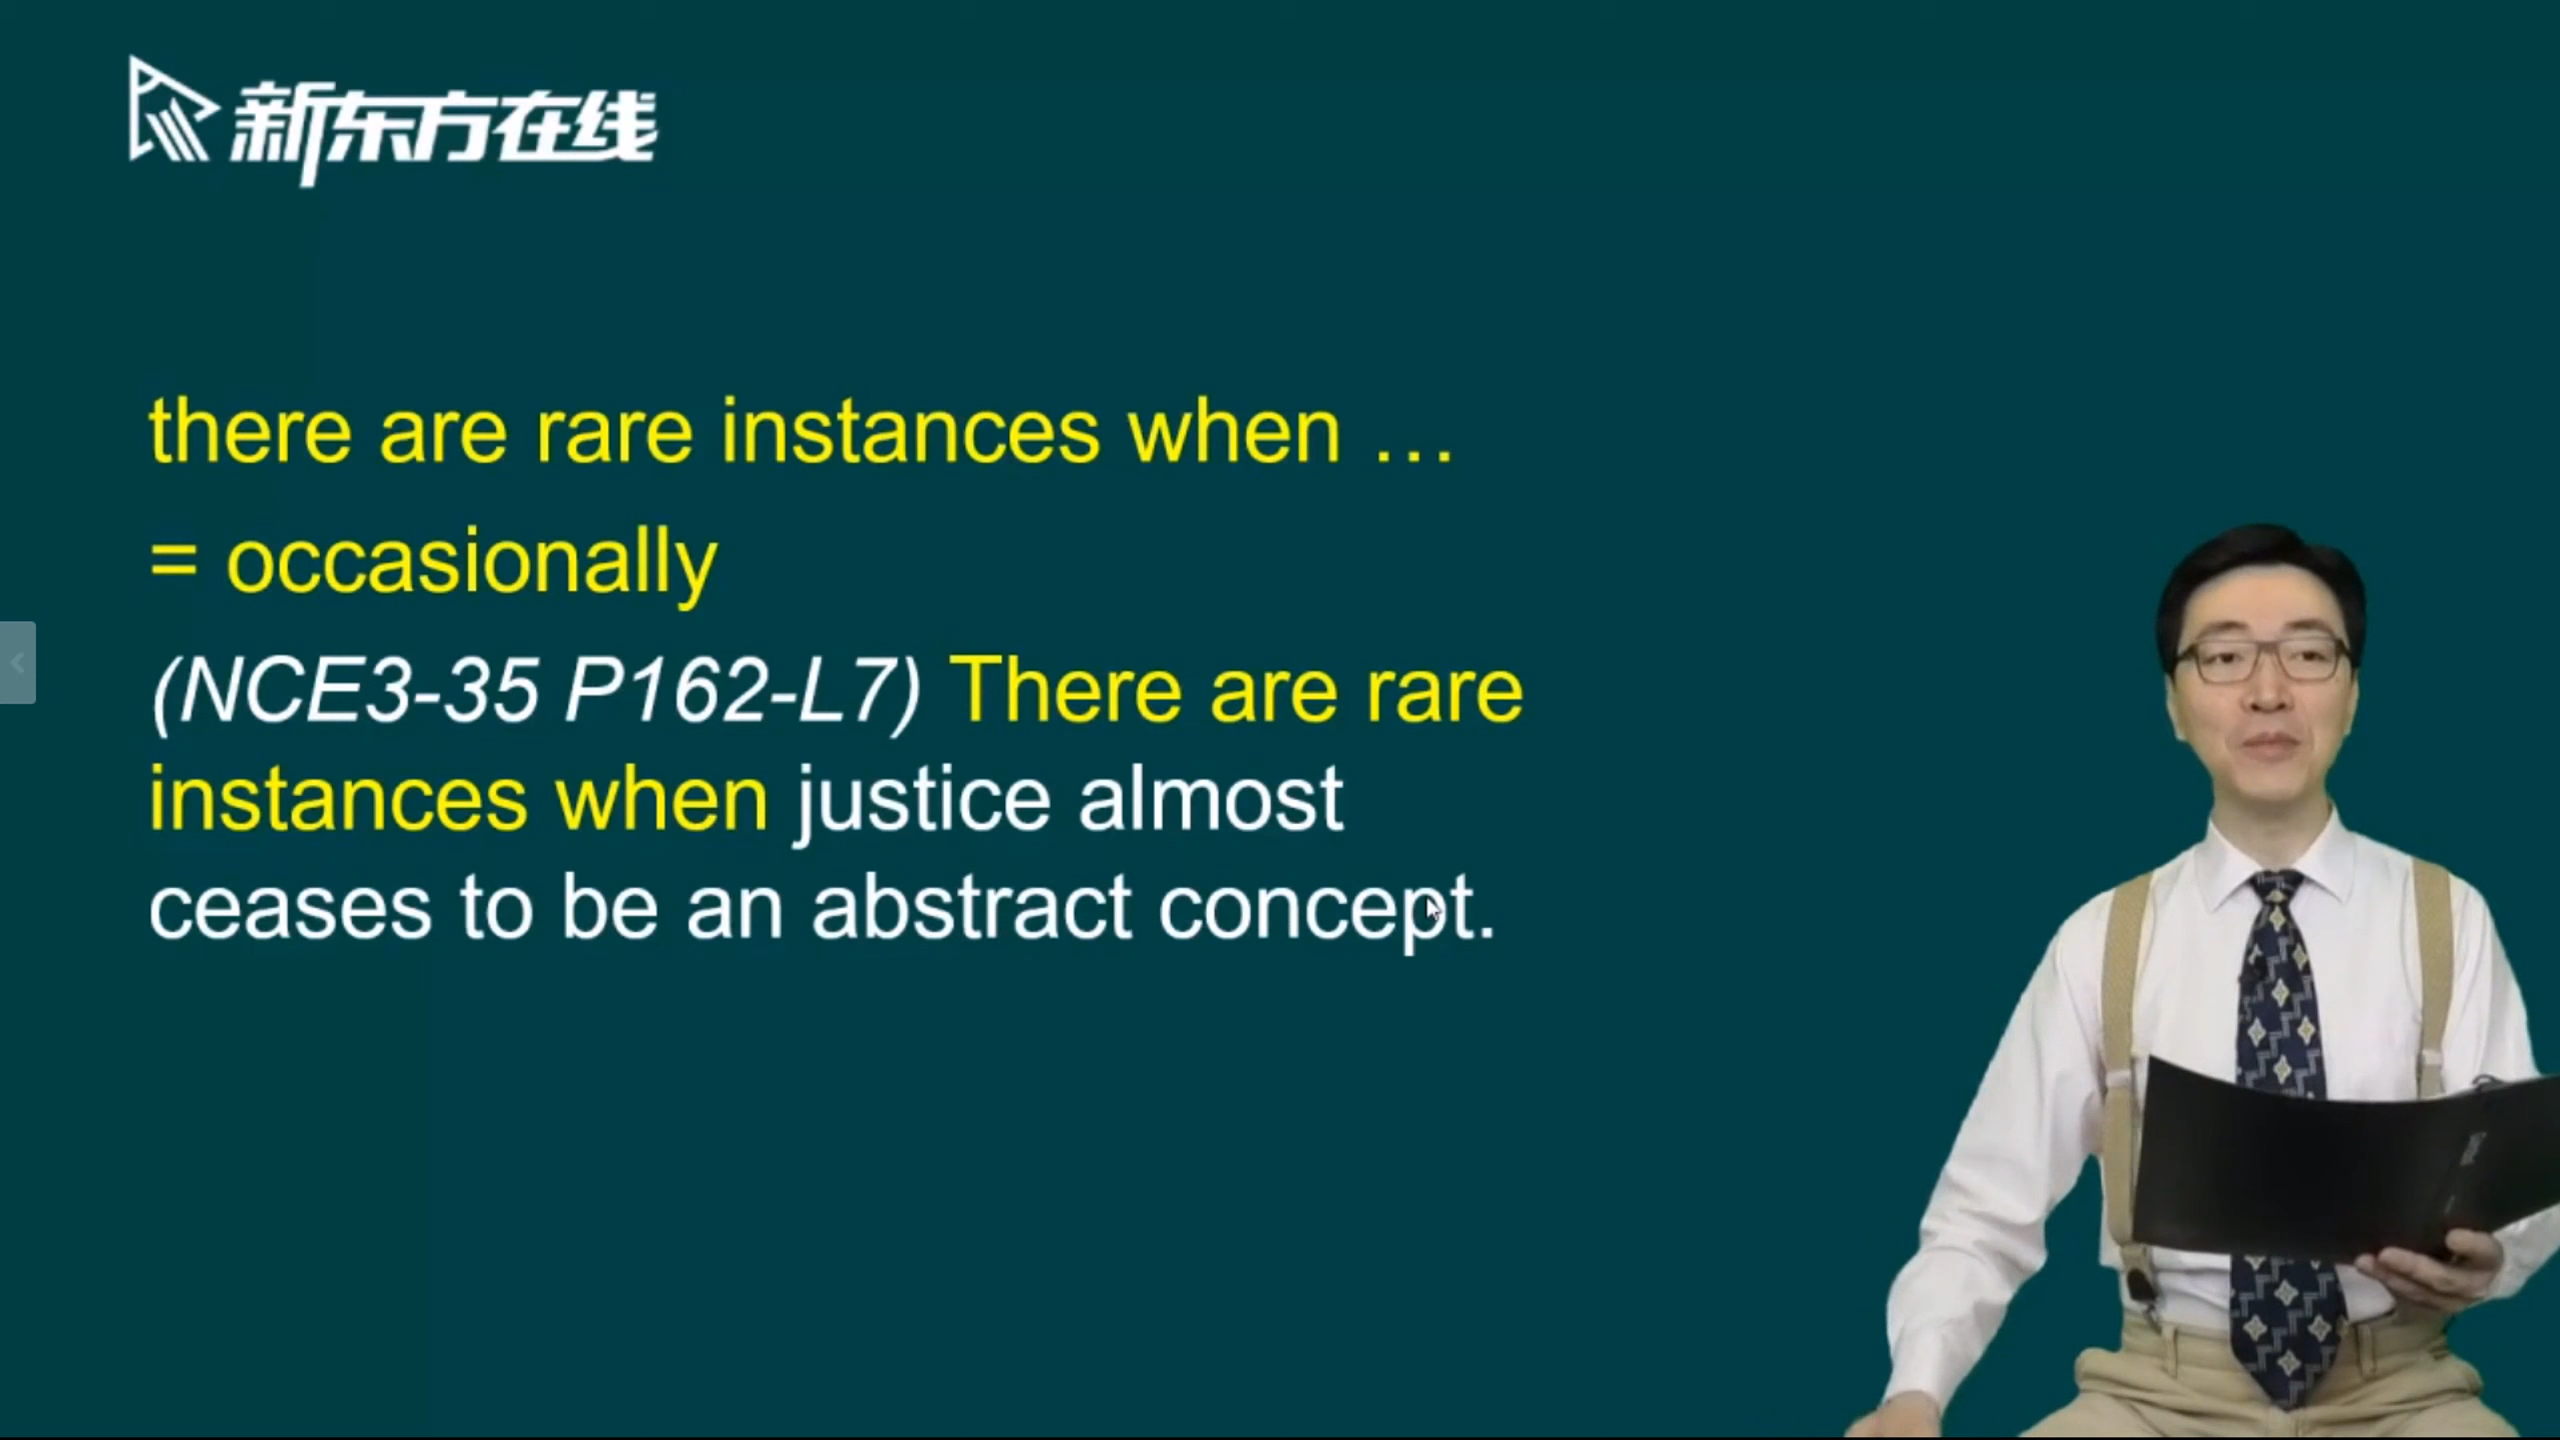 新东方在线
there are rare instances when …
= occasionally
(NCE3-35 P162-L7) There are rare
instances when justice almost
ceases to be an abstract concept.